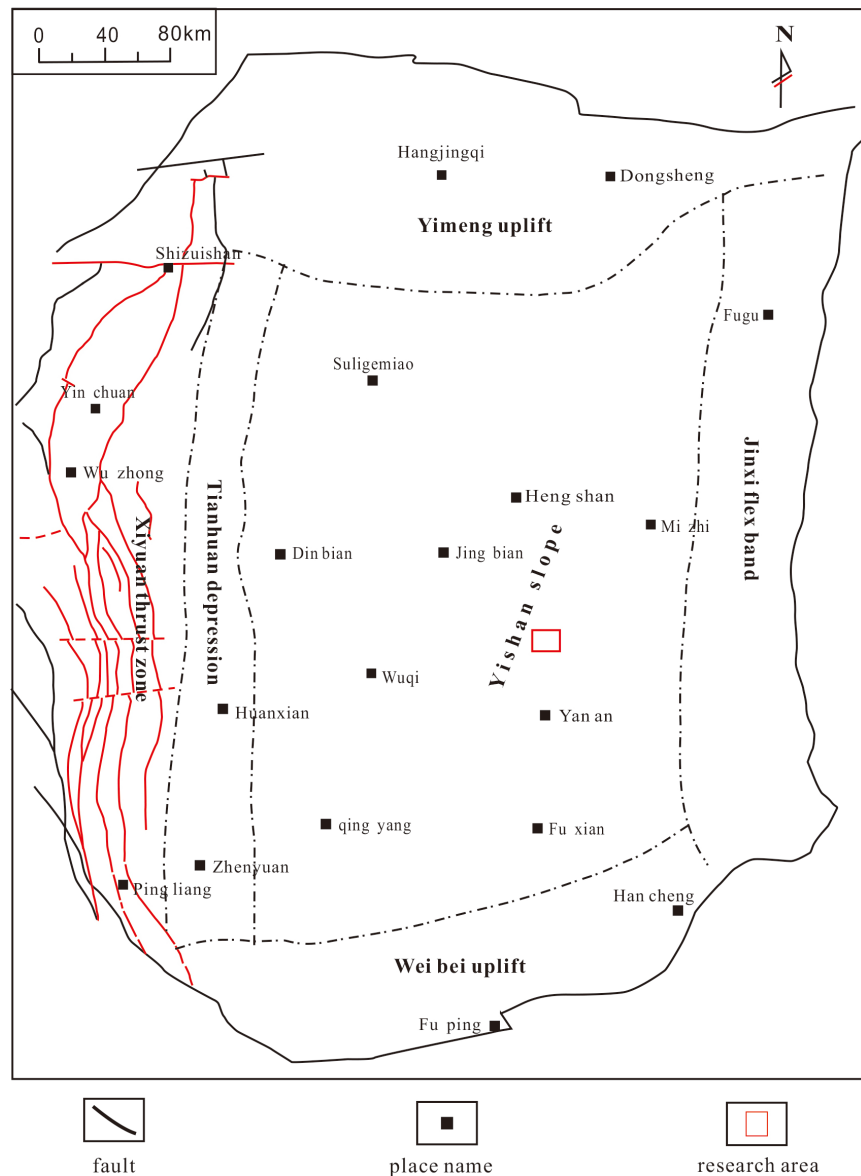 0 40 80km
N
Hangjingqi
Dongsheng
Yimeng uplift
Shizuishan
Fugu
Suligemiao
Yin chuan
Wu zhong
Heng shan
Mi zhi
Din bian
Jing bian
Xiyuan thrust zone
Tianhuan depression
Yishan slope
Jinxi flex band
Wuqi
Huanxian
Yan an
qing yang
Fu xian
Zhenyuan
Ping liang
Han cheng
Wei bei uplift
Fu ping
fault
place name
research area